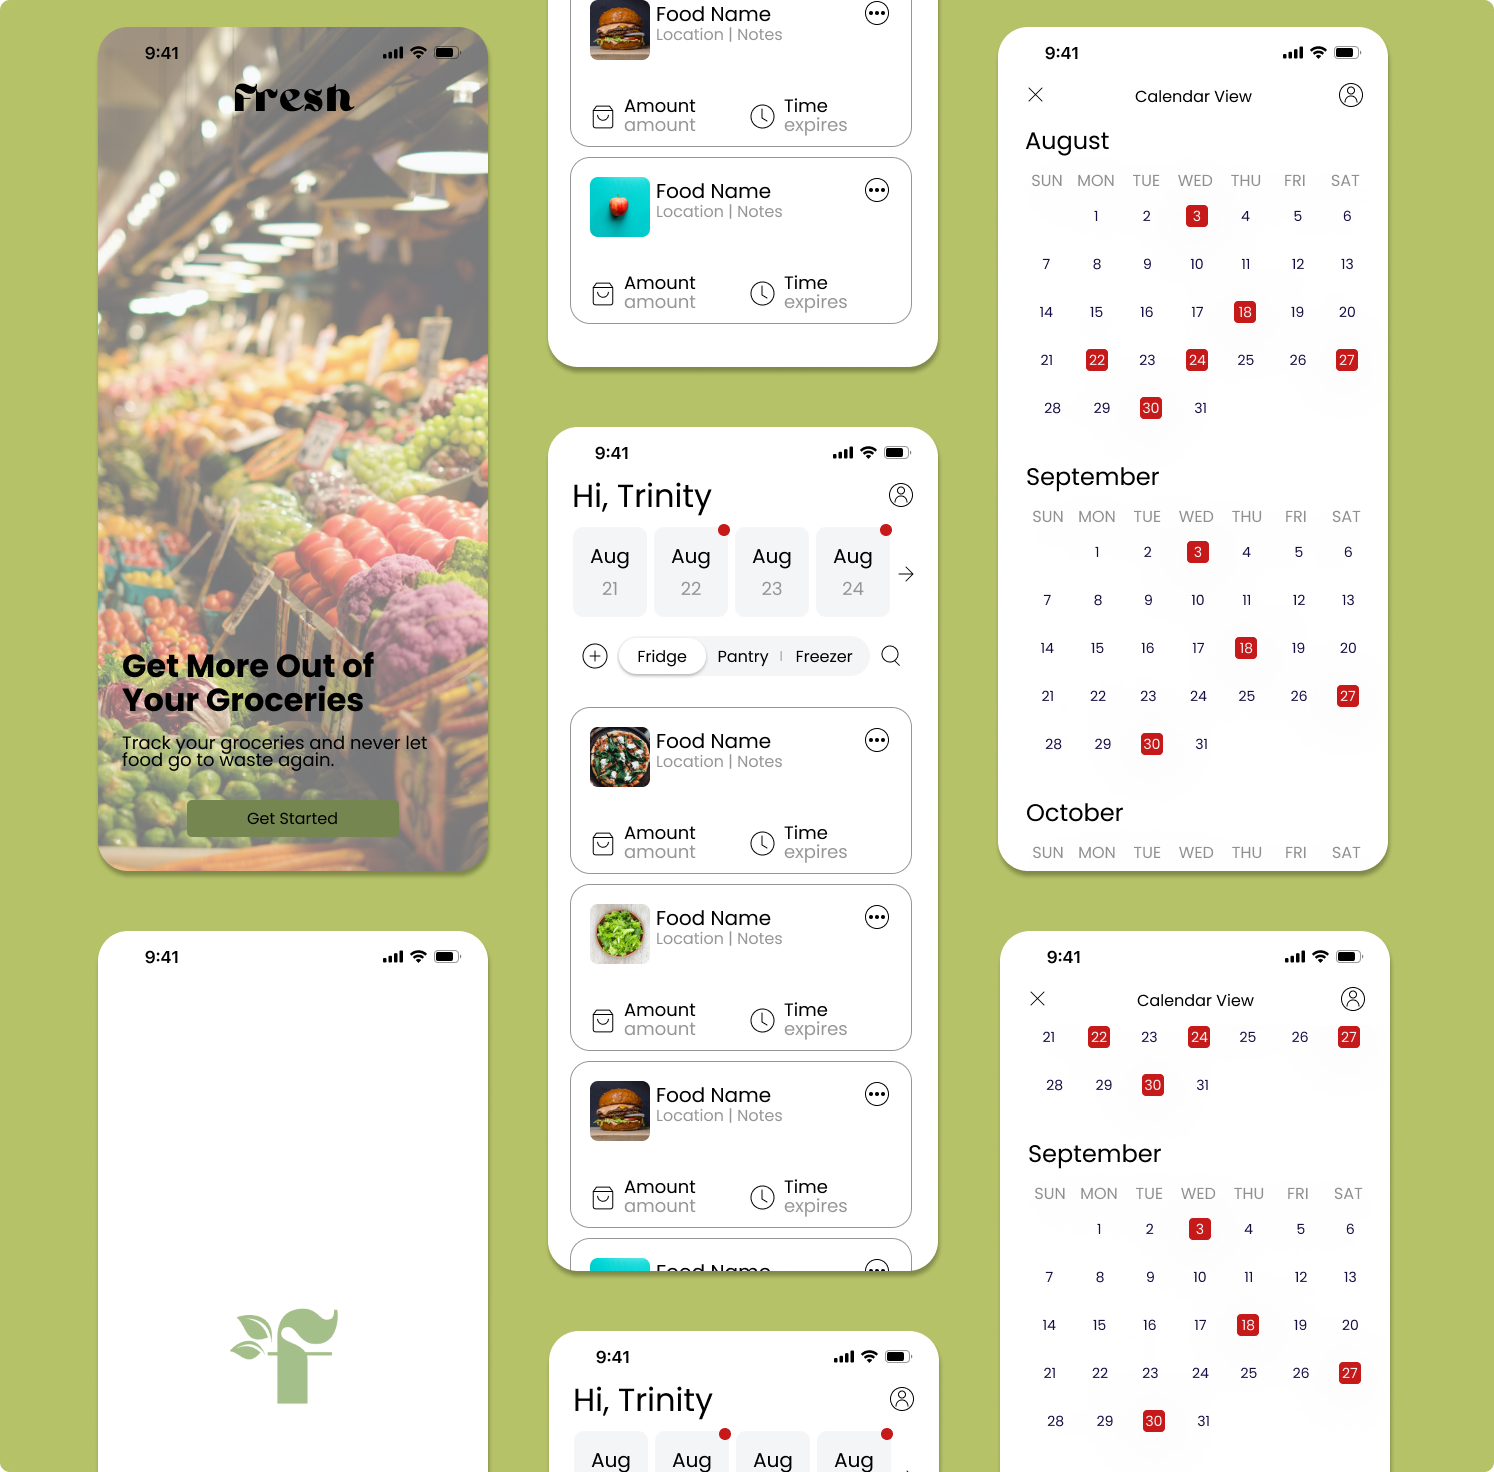 9:41
Fresh
Get More Out of
Your Groceries
Track your groceries and never let
food go to waste again.
Get Started
9:41
Food Name
Location | Notes
Amount
amount
Time
expires
Food Name
Location | Notes
Amount
amount
Time
expires
9:41
Hi, Trinity
Aug
21
Aug
22
Aug
23
Aug
24
Fridge
Pantry
Freezer
Food Name
Location | Notes
Amount
amount
Time
expires
Food Name
Location | Notes
Amount
amount
Time
expires
Food Name
Location | Notes
Amount
amount
Time
expires
Food Name
9:41
Hi, Trinity
Aug
Aug
Aug
Aug
9:41
Calendar View
August
SUN MON TUE WED THU FRI SAT
1 2 3 4 5 6
7 8 9 10 11 12 13
14 15 16 17 18 19 20
21 22 23 24 25 26 27
28 29 30 31
September
SUN MON TUE WED THU FRI SAT
1 2 3 4 5 6
7 8 9 10 11 12 13
14 15 16 17 18 19 20
21 22 23 24 25 26 27
28 29 30 31
October
SUN MON TUE WED THU FRI SAT
9:41
Calendar View
21 22 23 24 25 26 27
28 29 30 31
September
SUN MON TUE WED THU FRI SAT
1 2 3 4 5 6
7 8 9 10 11 12 13
14 15 16 17 18 19 20
21 22 23 24 25 26 27
28 29 30 31